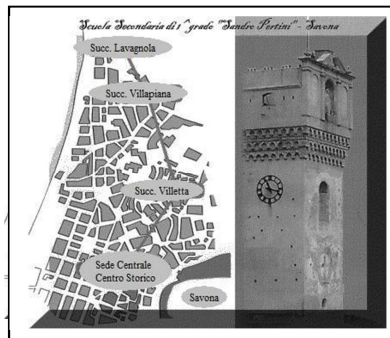 Scuola Secondaria di 1^grado "Sandro Pertini" - Savona
Succ. Lavagnola
Succ. Villapiana
Succ. Villetta
Sede Centrale
Centro Storico
Savona